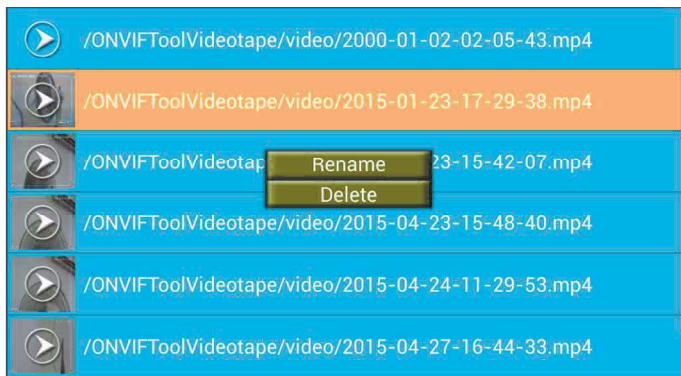 /ONVIFToolVideotape/video/2000-01-02-02-05-43.mp4
/ONVIFToolVideotape/video/2015-01-23-17-29-38.mp4
/ONVIFToolVideotap 23-15-42-07.mp4
Rename
Delete
/ONVIFToolVideotape/video/2015-04-23-15-48-40.mp4
/ONVIFToolVideotape/video/2015-04-24-11-29-53.mp4
/ONVIFToolVideotape/video/2015-04-27-16-44-33.mp4